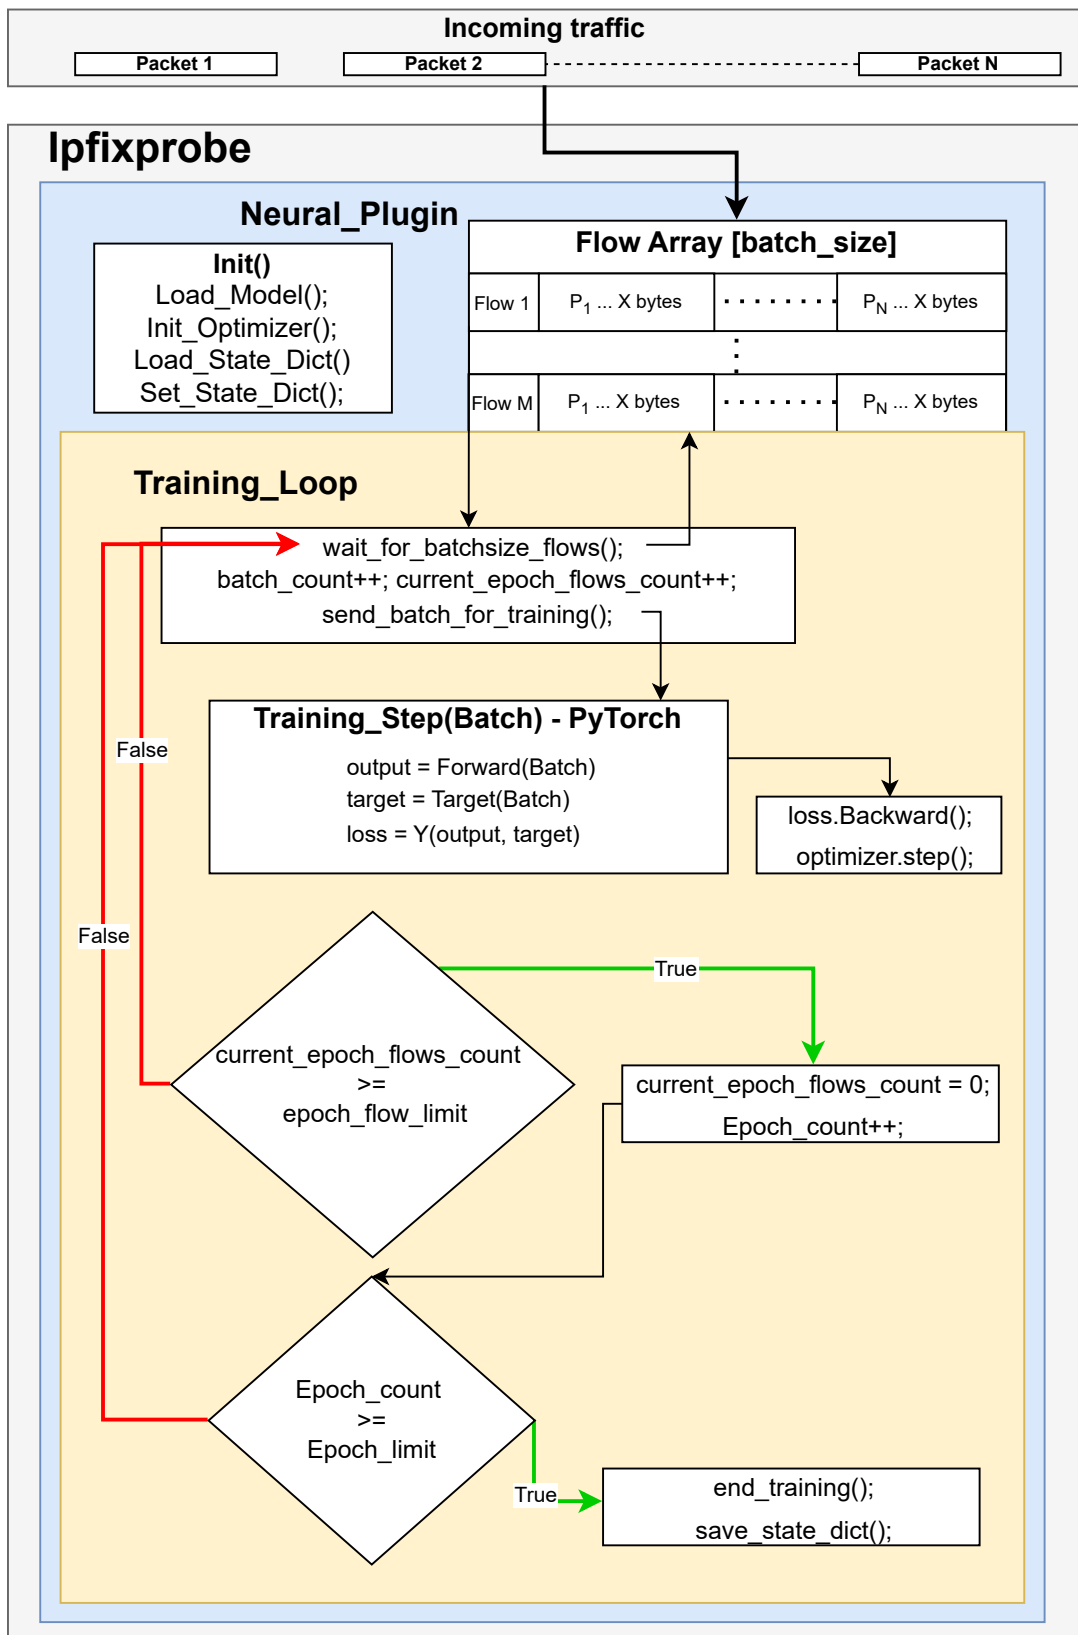 Incoming traffic
Packet 1
Packet 2
Packet N
Ipfixprobe
Neural_Plugin
Init()
Load_Model();
Init_Optimizer();
Load_State_Dict()
Set_State_Dict();
Flow Array [batch_size]
Flow 1
P1 ... X bytes
PN ... X bytes
Flow M
P1 ... X bytes
PN ... X bytes
Training_Loop
wait_for_batchsize_flows();
batch_count++; current_epoch_flows_count++;
send_batch_for_training();
Training_Step(Batch) - PyTorch
output = Forward(Batch)
target = Target(Batch)
loss = Y(output, target)
loss.Backward();
optimizer.step();
False
False
True
current_epoch_flows_count
>=
epoch_flow_limit
current_epoch_flows_count = 0;
Epoch_count++;
Epoch_count
>=
Epoch_limit
True
end_training();
save_state_dict();